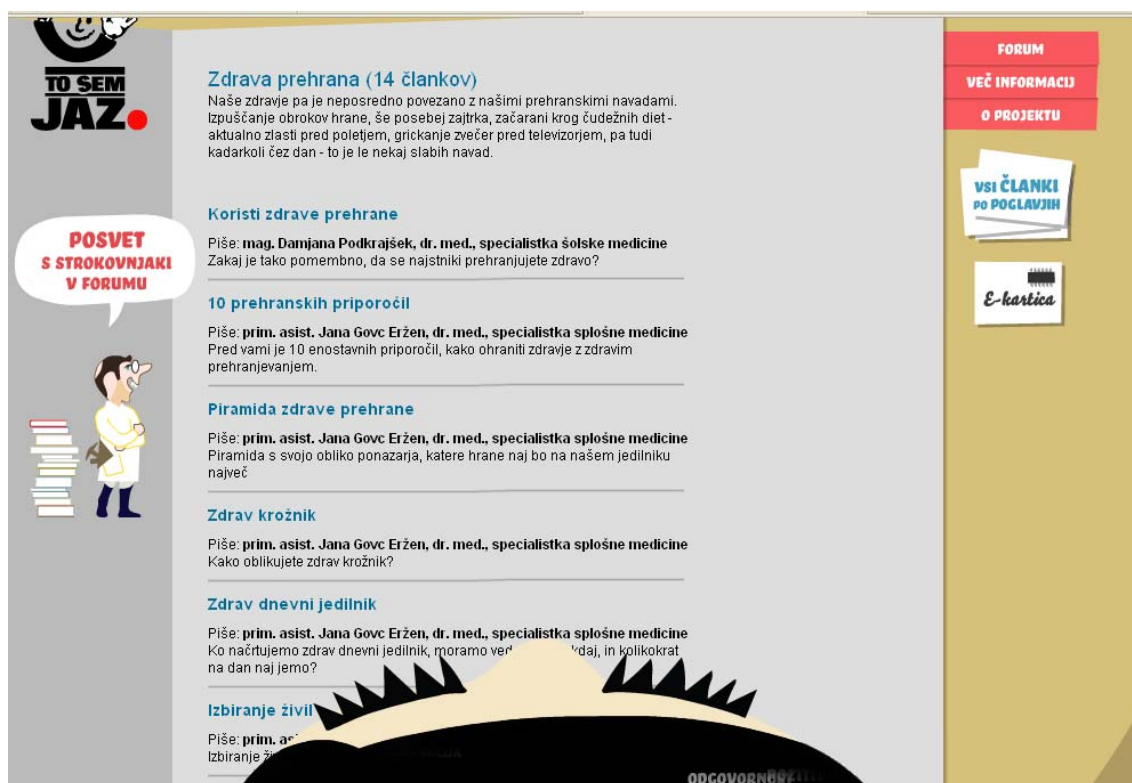 TO SEM
JAZ.
POSVET
S STROKOVNJAKI
V FORUMU
Zdrava prehrana (14 člankov)
Naše zdravje pa je neposredno povezano z našimi prehranskimi navadami.
Izpuščanje obrokov hrane, še posebej zajtrka, začarani krog čudežnih diet -
aktualno zlasti pred poletjem, grickanje zvečer pred televizorjem, pa tudi
kadarkoli čez dan - to je le nekaj slabih navad.
Koristi zdrave prehrane
Piše: mag. Damjana Podkrajšek, dr. med., specialistka šolske medicine
Zakaj je tako pomembno, da se najstniki prehranjujete zdravo?
10 prehranskih priporočil
Piše: prim. asist. Jana Govc Eržen, dr. med., specialistka splošne medicine
Pred vami je 10 enostavnih priporočil, kako ohraniti zdravje z zdravim
prehranjevanjem.
Piramida zdrave prehrane
Piše: prim. asist. Jana Govc Eržen, dr. med., specialistka splošne medicine
Piramida s svojo obliko ponazarja, katere hrane naj bo na našem jedilniku
največ
Zdrav krožnik
Piše: prim. asist. Jana Govc Eržen, dr. med., specialistka splošne medicine
Kako oblikujete zdrav krožnik?
Zdrav dnevni jedilnik
Piše: prim. asist. Jana Govc Eržen, dr. med., specialistka splošne medicine
Ko načrtujemo zdrav dnevni jedilnik, moramo kdaj, in kolikokrat
na dan naj jemo?
Izbiranje živil
Piše: prim.
Izbiranje
ODGOVORNOST
FORUM
VEČ INFORMACIJ
O PROJEKTU
VSI ČLANKI
PO POGLAVJIH
E-kartica